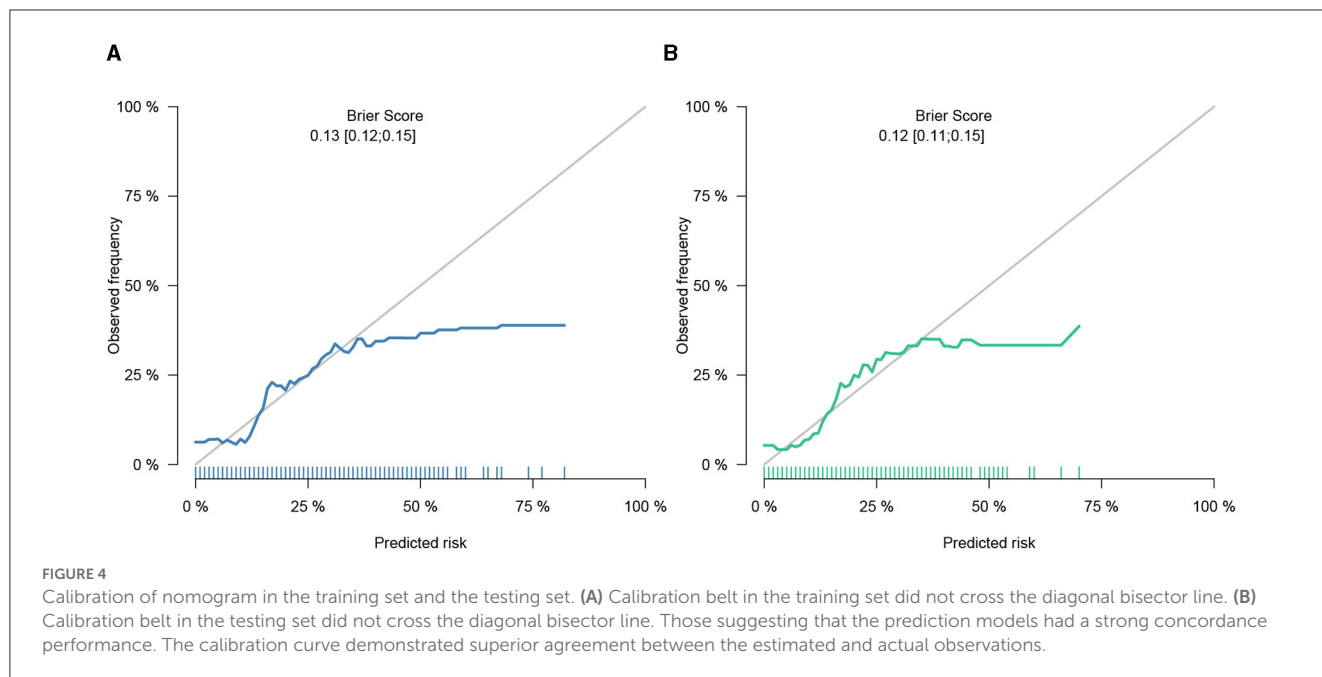 A
Brier Score
0.13 [0.12;0.15]
100 %
75 %
50 %
25 %
0 %
Observed frequency
0 %
25 %
50 %
75 %
100 %
Predicted risk
B
Brier Score
0.12 [0.11;0.15]
100 %
75 %
50 %
25 %
0 %
Observed frequency
0 %
25 %
50 %
75 %
100 %
Predicted risk
FIGURE 4
Calibration of nomogram in the training set and the testing set. (A) Calibration belt in the training set did not cross the diagonal bisector line. (B)
Calibration belt in the testing set did not cross the diagonal bisector line. Those suggesting that the prediction models had a strong concordance
performance. The calibration curve demonstrated superior agreement between the estimated and actual observations.